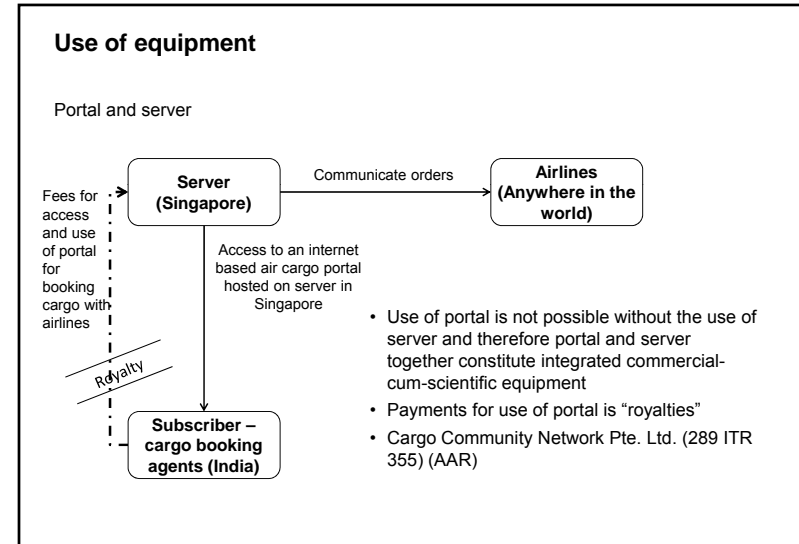 Use of equipment
Portal and server
Server
(Singapore)
Communicate orders
Airlines
(Anywhere in the
world)
Fees for
access
and use
of portal
for
booking
cargo with
airlines
Access to an internet
based air cargo portal
hosted on server in
Singapore
Royalty
Subscriber –
cargo booking
agents (India)
• Use of portal is not possible without the use of
server and therefore portal and server
together constitute integrated commercial-
cum-scientific equipment
• Payments for use of portal is “royalties”
• Cargo Community Network Pte. Ltd. (289 ITR
355) (AAR)